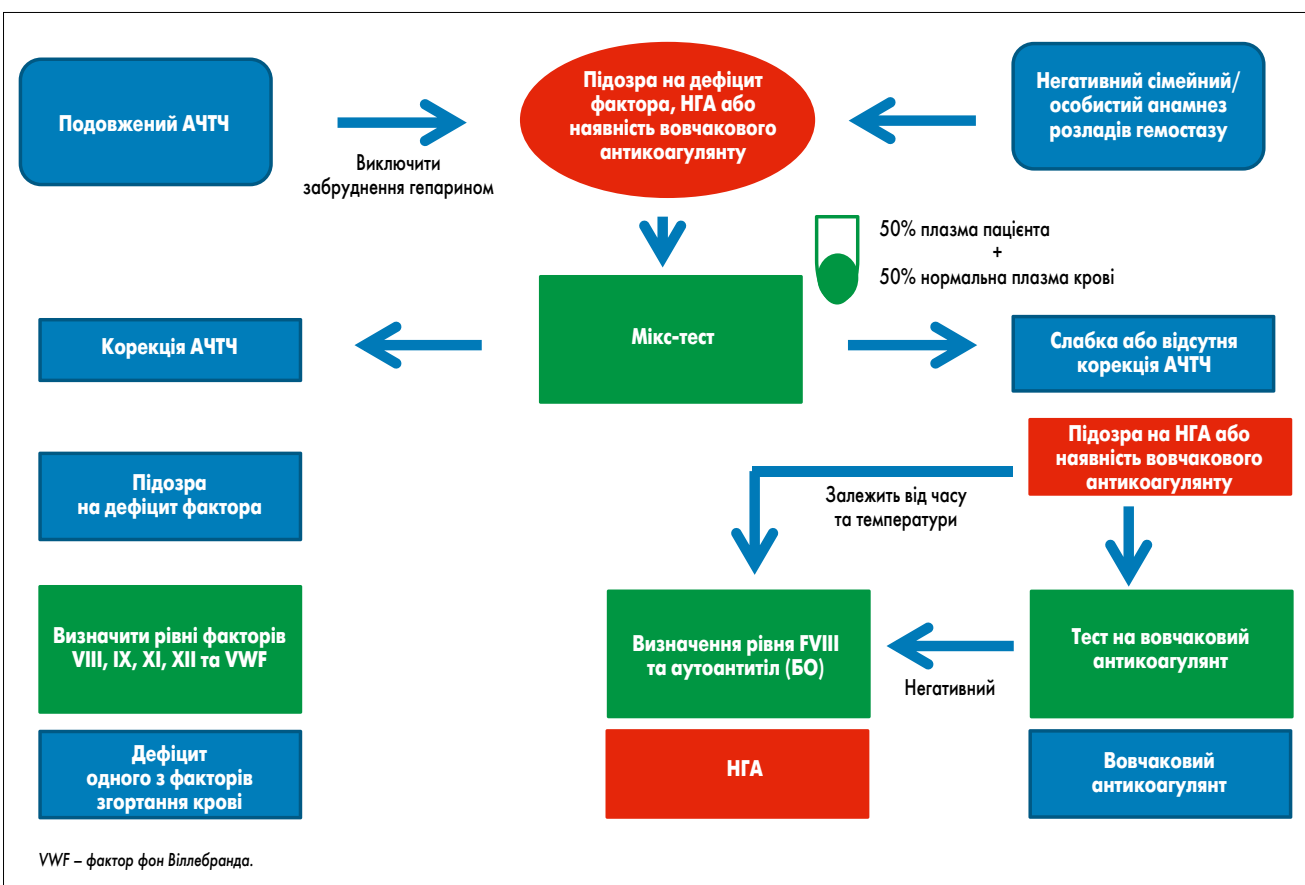 Подовжений АЧТЧ
Виключити
забруднення гепарином
Підозра на дефіцит
фактора, НГА або
наявність вовчакового
антикоагулянту
Негативний сімейний/
особистий анамнез
розладів гемостазу
50% плазма пацієнта
+
50% нормальна плазма крові
Мікс-тест
Корекція АЧТЧ
Слабка або відсутня
корекція АЧТЧ
Підозра
на дефіцит фактора
Підозра на НГА або
наявність вовчакового
антикоагулянту
Залежить від часу
та температури
Визначити рівні факторів
VIII, IX, XI, XII та VWF
Визначення рівня FVIII
та аутоантитіл (БО)
Негативний
Тест на вовчаковий
антикоагулянт
Дефіцит
одного з факторів
згортання крові
НГА
Вовчаковий
антикоагулянт
VWF – фактор фон Віллебранда.